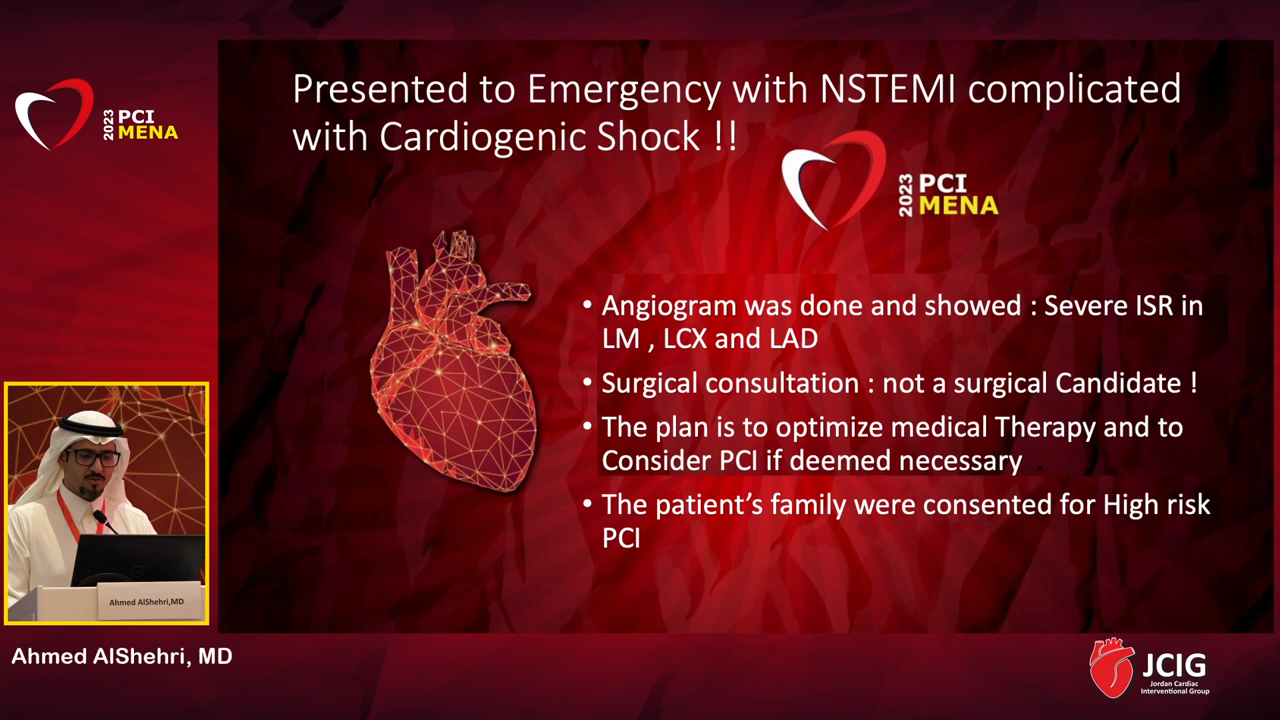 2023 PCI
MENA
Presented to Emergency with NSTEMI complicated
with Cardiogenic Shock !!
2023 PCI
MENA
• Angiogram was done and showed : Severe ISR in
LM , LCX and LAD
• Surgical consultation : not a surgical Candidate !
• The plan is to optimize medical Therapy and to
Consider PCI if deemed necessary
• The patient’s family were consented for High risk
PCI
Ahmed AlShehri,MD
Ahmed AlShehri, MD
JCIG
Jordan Cardiac
Interventional Group